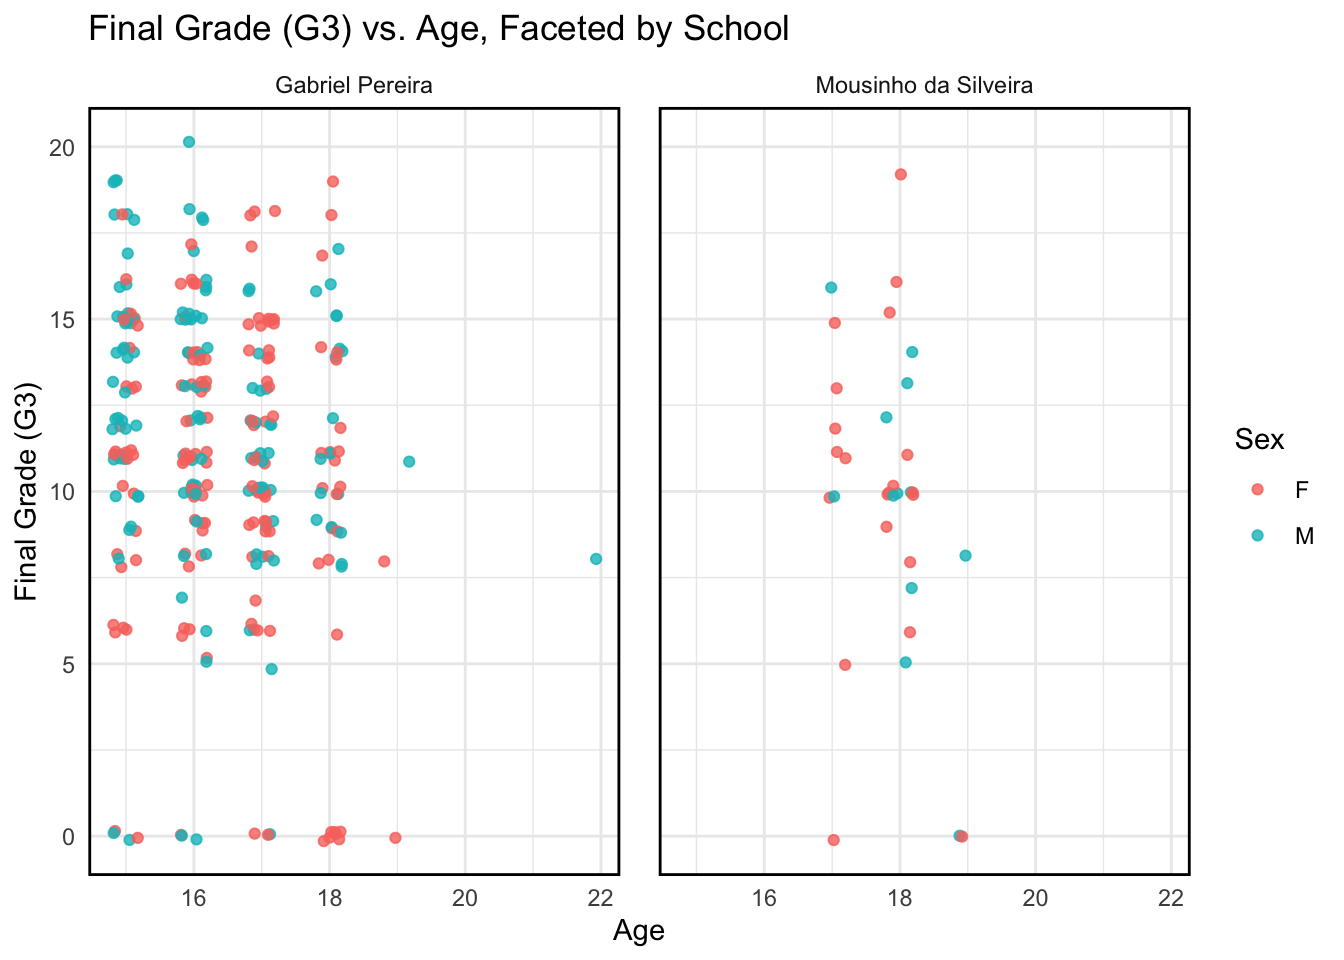 Final Grade (G3) vs. Age, Faceted by School
Gabriel Pereira
Mousinho da Silveira
20
15
10
5
0
Final Grade (G3)
16
18
20
22
16
18
20
22
Age
Sex
F
M